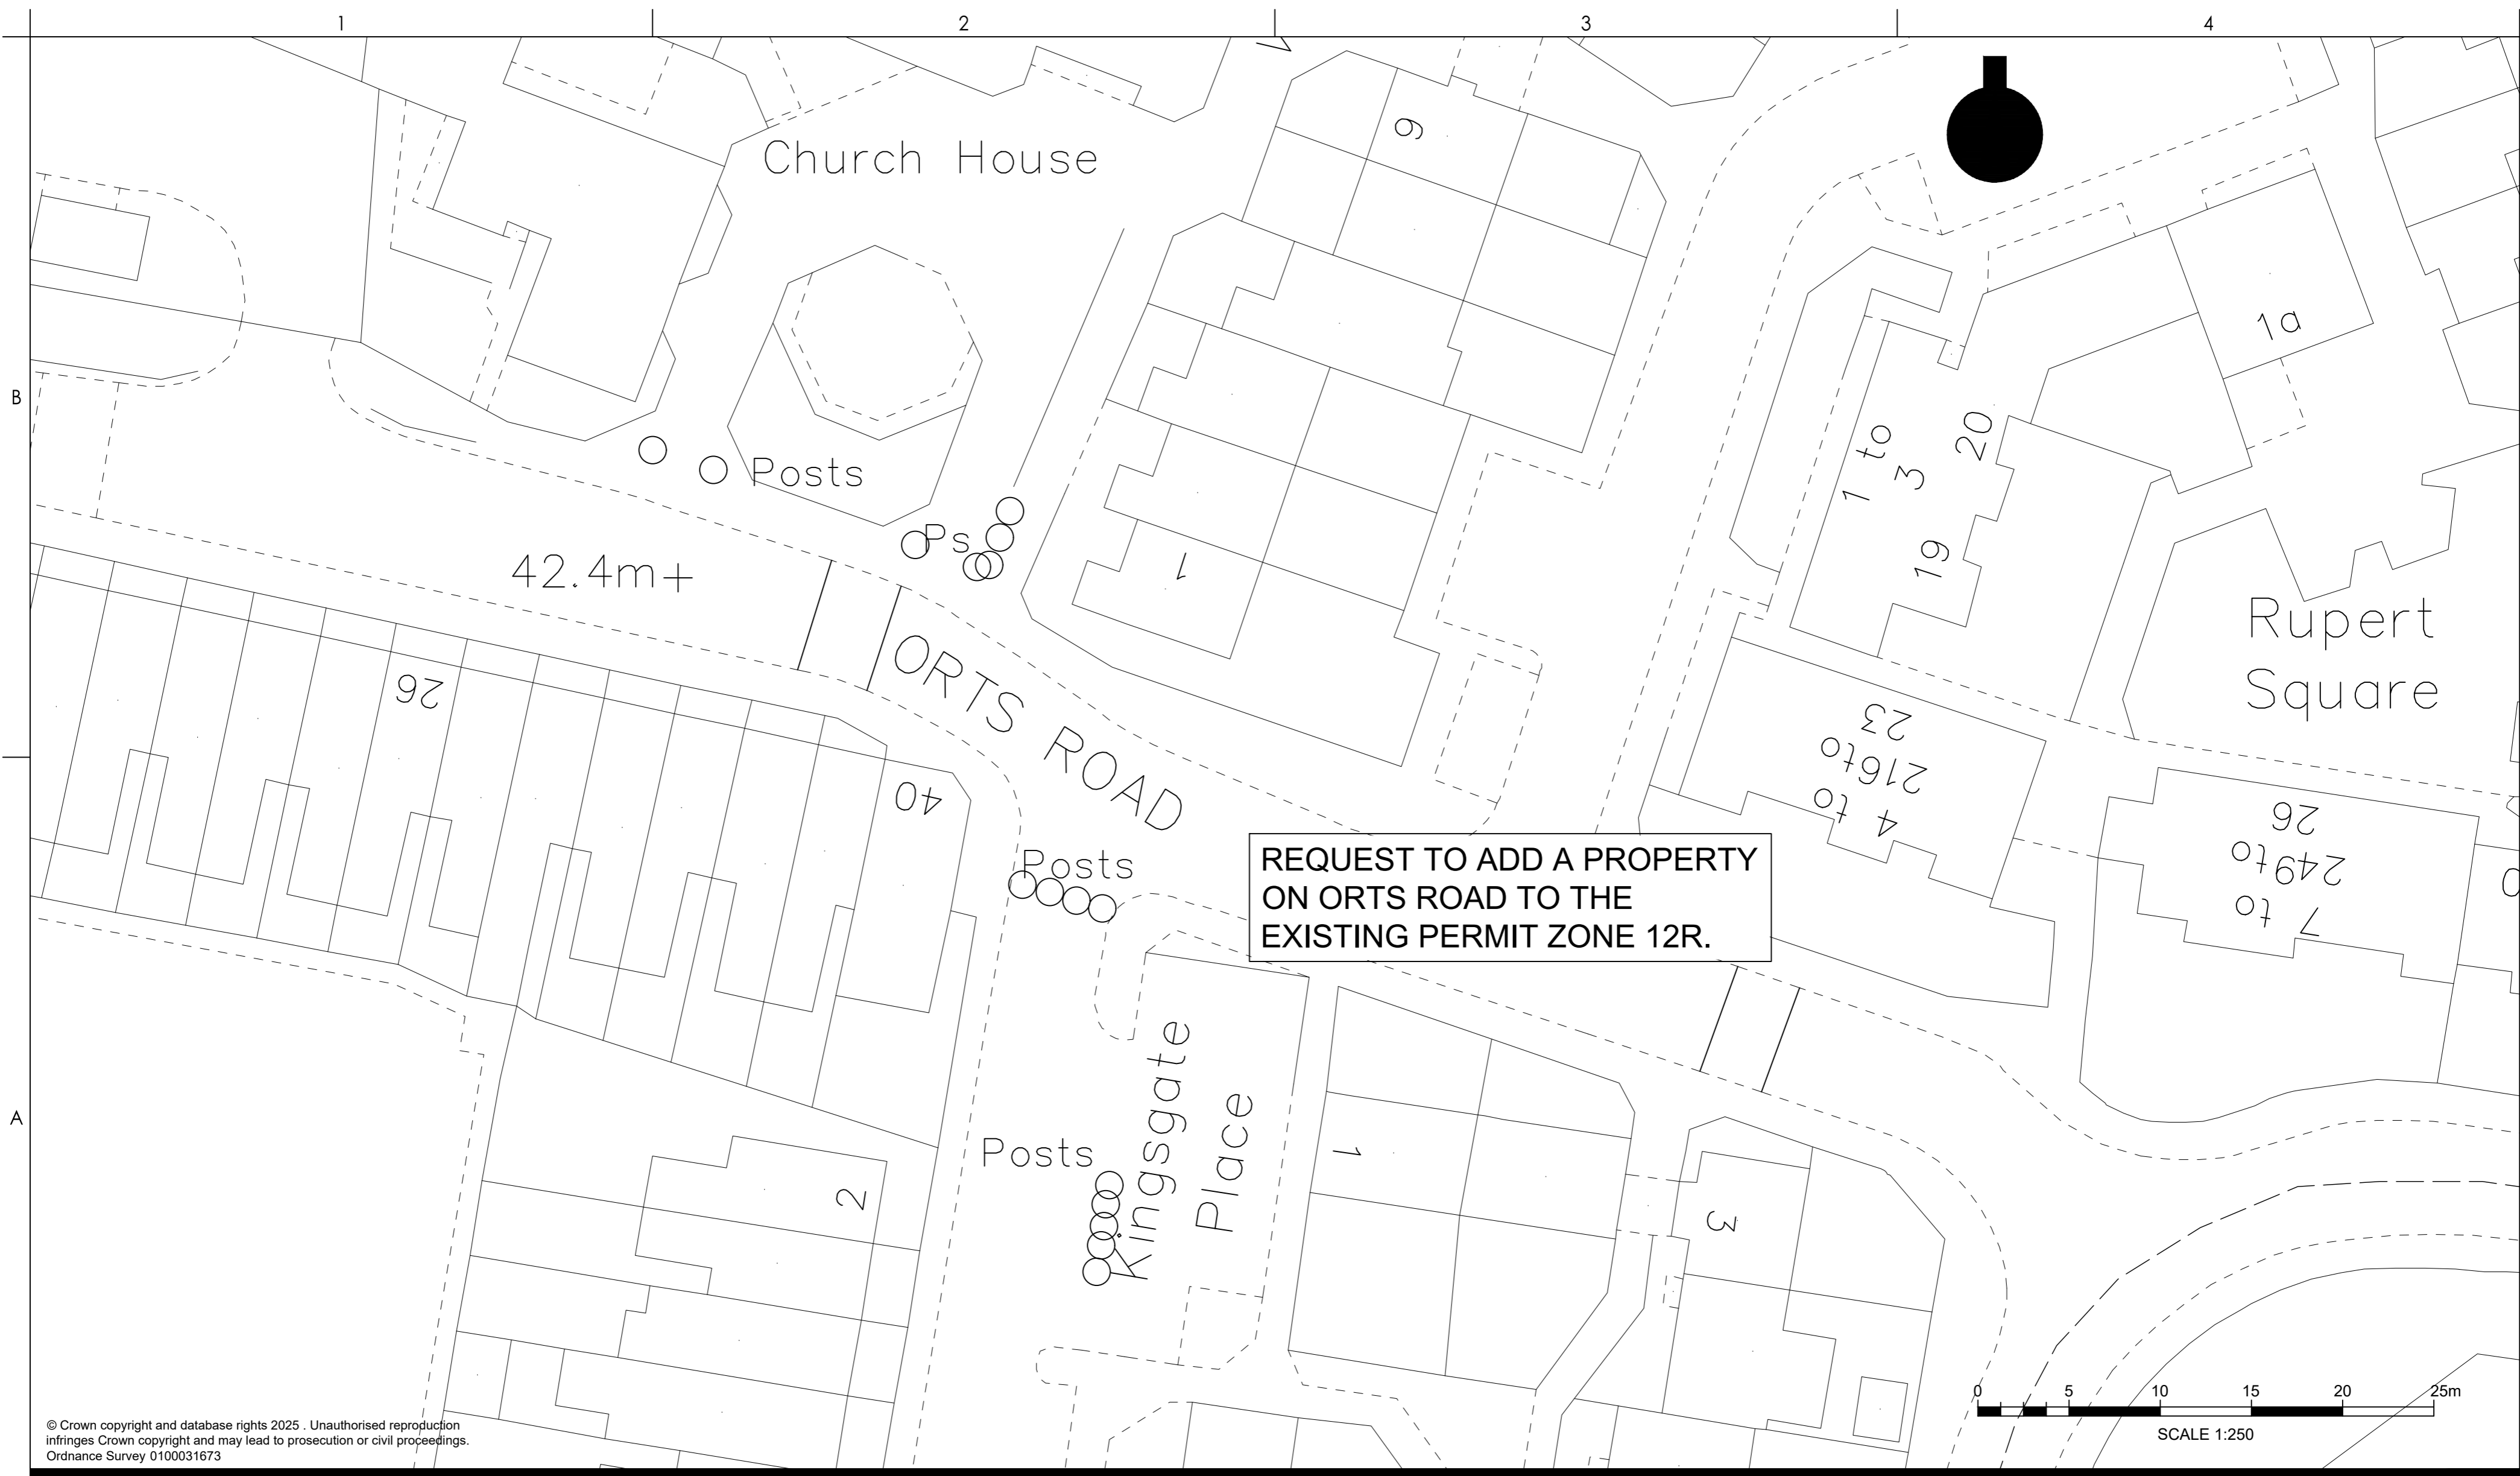 1 2 3 4
B
A
Church House
9
1a
Posts
Ps
1 to
3
20
19
42.4m+
1
ORTS ROAD
Rupert
Square
26
40
23
216to
4 to
26
249to
7 to
Posts
REQUEST TO ADD A PROPERTY
ON ORTS ROAD TO THE
EXISTING PERMIT ZONE 12R.
Posts
Kingsgate
Place
1
2
3
0 5 10 15 20 25m
SCALE 1:250
© Crown copyright and database rights 2025 . Unauthorised reproduction
infringes Crown copyright and may lead to prosecution or civil proceedings.
Ordnance Survey 0100031673